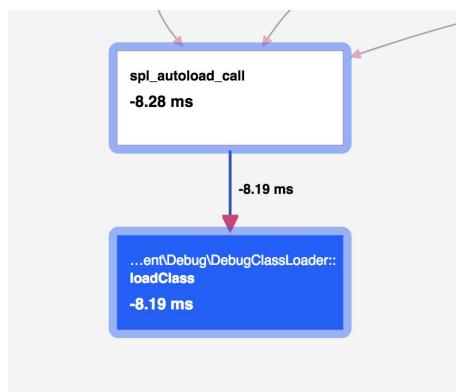 spl_autoload_call
-8.28 ms
-8.19 ms
...ent\Debug\DebugClassLoader::
loadClass
-8.19 ms